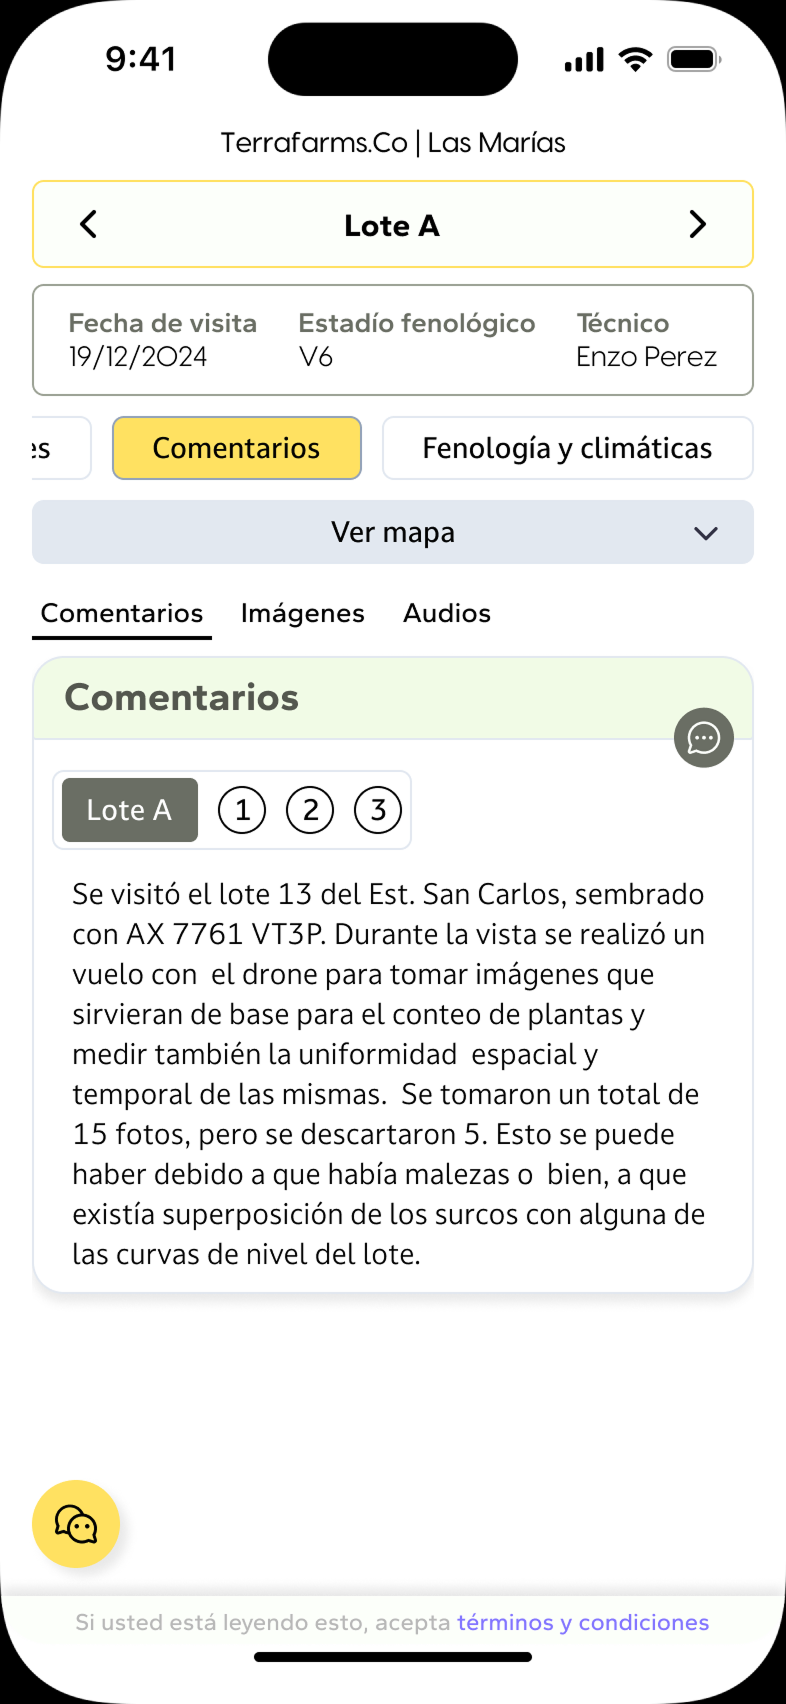 9:41
Terrafarms.Co | Las Marías
Lote A
Fecha de visita Estadío fenológico Técnico
19/12/2024 V6 Enzo Perez
es Comentarios Fenología y climáticas
Ver mapa
Comentarios Imágenes Audios
Comentarios
Lote A 1 2 3
Se visitó el lote 13 del Est. San Carlos, sembrado
con AX 7761 VT3P. Durante la vista se realizó un
vuelo con  el drone para tomar imágenes que
sirvieran de base para el conteo de plantas y
medir también la uniformidad  espacial y
temporal de las mismas.  Se tomaron un total de
15 fotos, pero se descartaron 5. Esto se puede
haber debido a que había malezas o  bien, a que
existía superposición de los surcos con alguna de
las curvas de nivel del lote.
Si usted está leyendo esto, acepta términos y condiciones